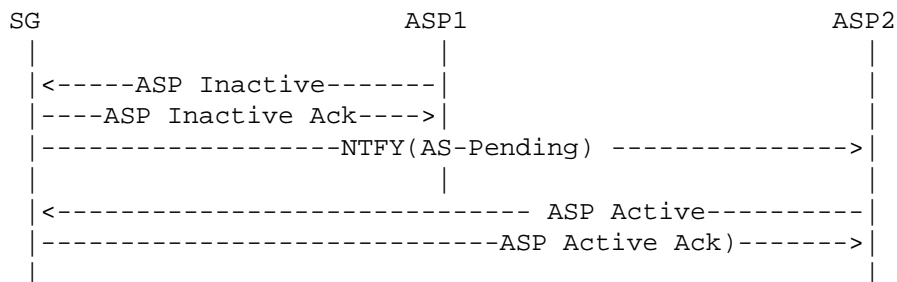 SG ASP1 ASP2
| | |
|<-----ASP Inactive-------| |
|----ASP Inactive Ack---->| |
|-------------------NTFY(AS-Pending) --------------->|
| | |
|<------------------------------ ASP Active----------|
|-----------------------------ASP Active Ack)------->|
| |